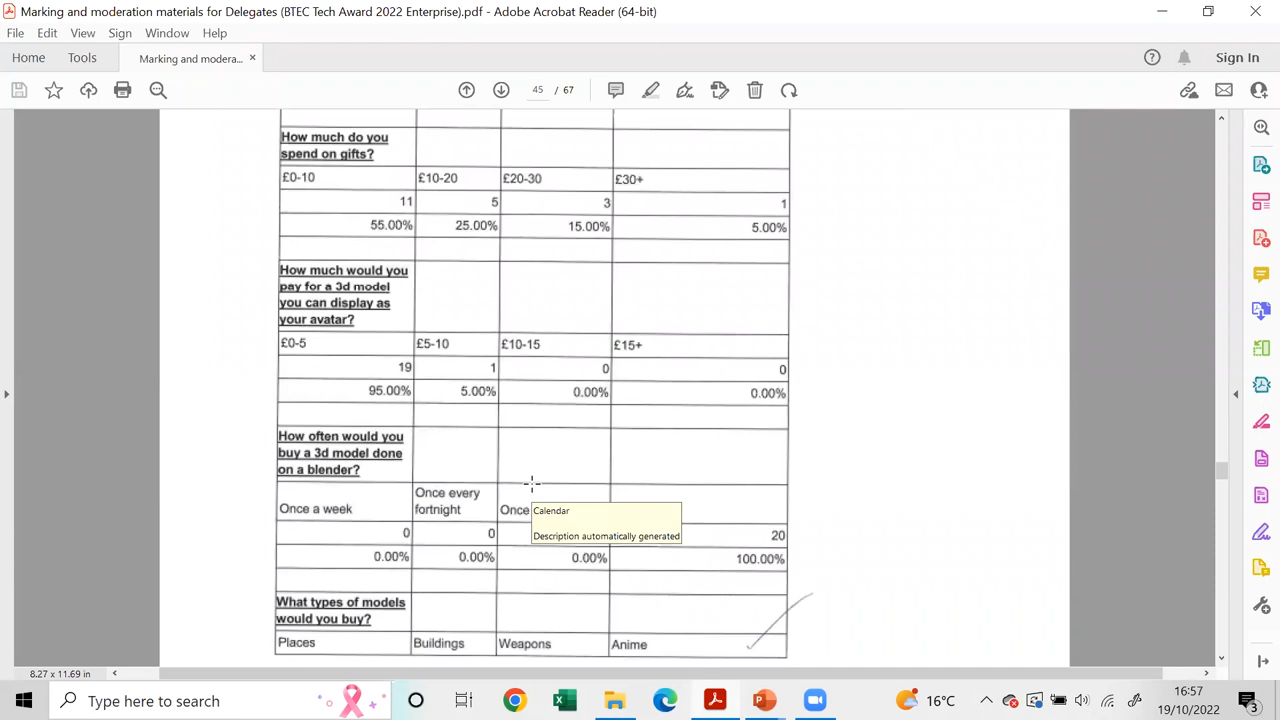 Marking and moderation materials for Delegates (BTEC Tech Award 2022 Enterprise).pdf - Adobe Acrobat Reader (64-bit)
File Edit View Sign Window Help
Home Tools Marking and modera... ×
Sign In
45 / 67
How much do you
spend on gifts?
£0-10 £10-20 £20-30 £30+
11 5 3 1
55.00% 25.00% 15.00% 5.00%
How much would you
pay for a 3d model
you can display as
your avatar?
£0-5 £5-10 £10-15 £15+
19 1 0 0
95.00% 5.00% 0.00% 0.00%
How often would you
buy a 3d model done
on a blender?
Once a week Once every
fortnight Once
Calendar
Description automatically generated
0 0 20
0.00% 0.00% 0.00% 100.00%
What types of models
would you buy?
Places Buildings Weapons Anime
8.27 x 11.69 in
Type here to search
16°C
16:57
19/10/2022
3